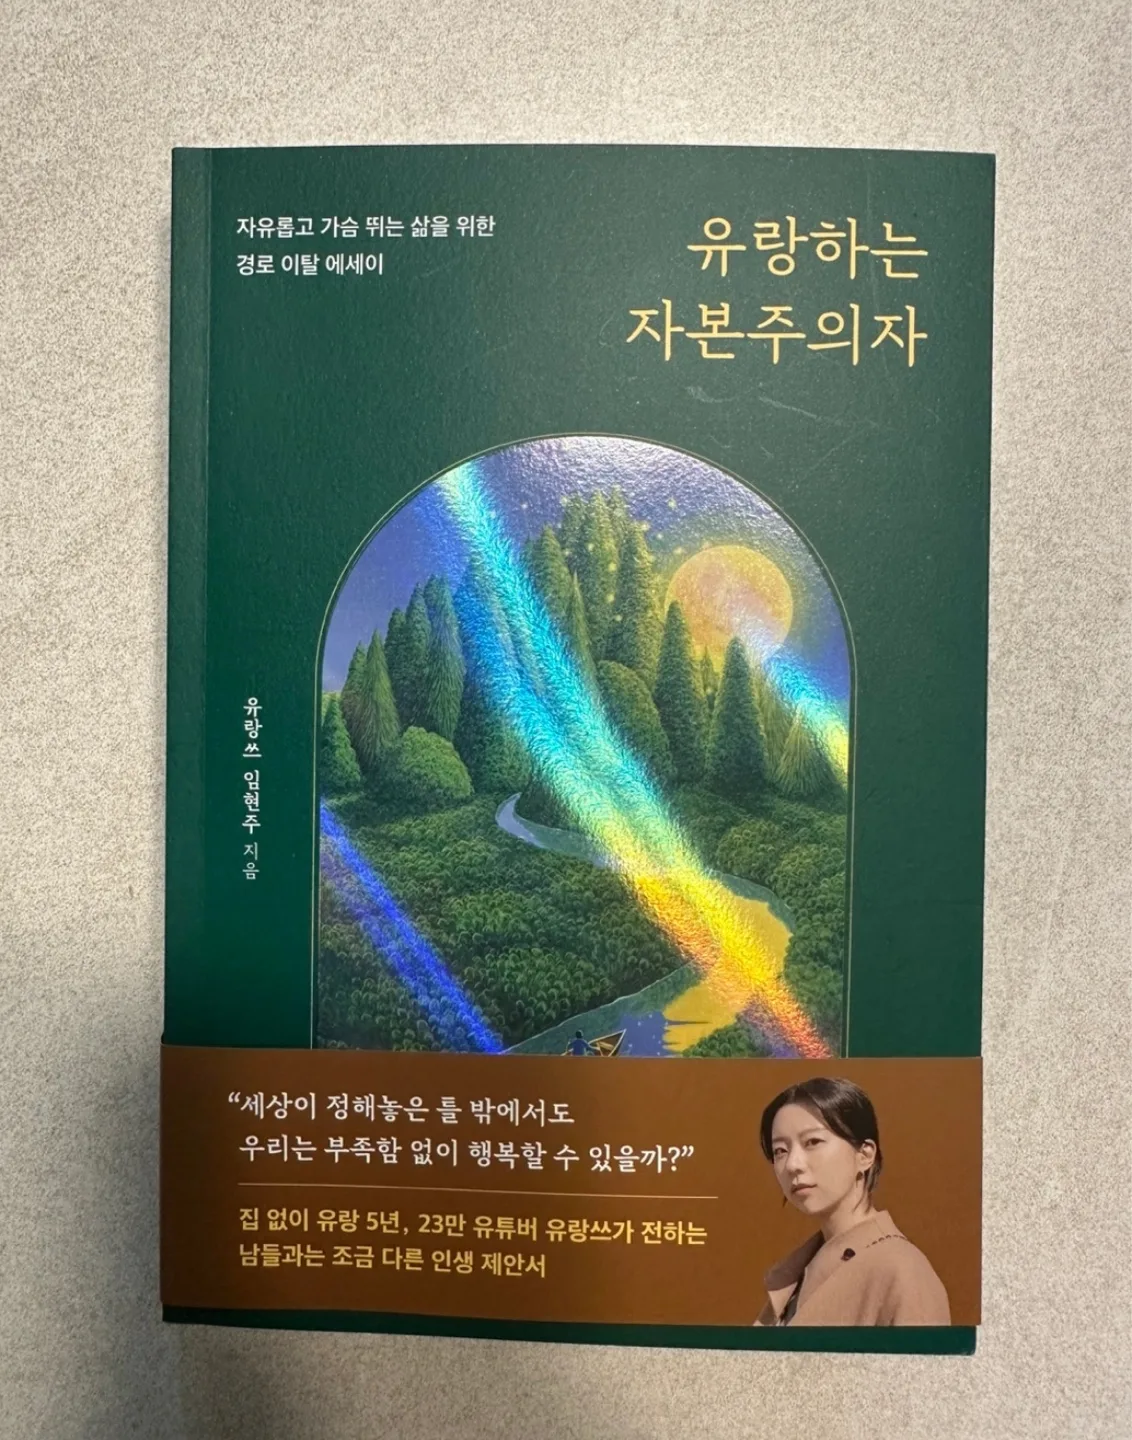 자유롭고 가슴 뛰는 삶을 위한
경로 이탈 에세이
유랑하는
자본주의자
유랑쓰 임현주 지음
“세상이 정해놓은 틀 밖에서도
우리는 부족함 없이 행복할 수 있을까?”
집 없이 유랑 5년, 23만 유튜버 유랑쓰가 전하는
남들과는 조금 다른 인생 제안서